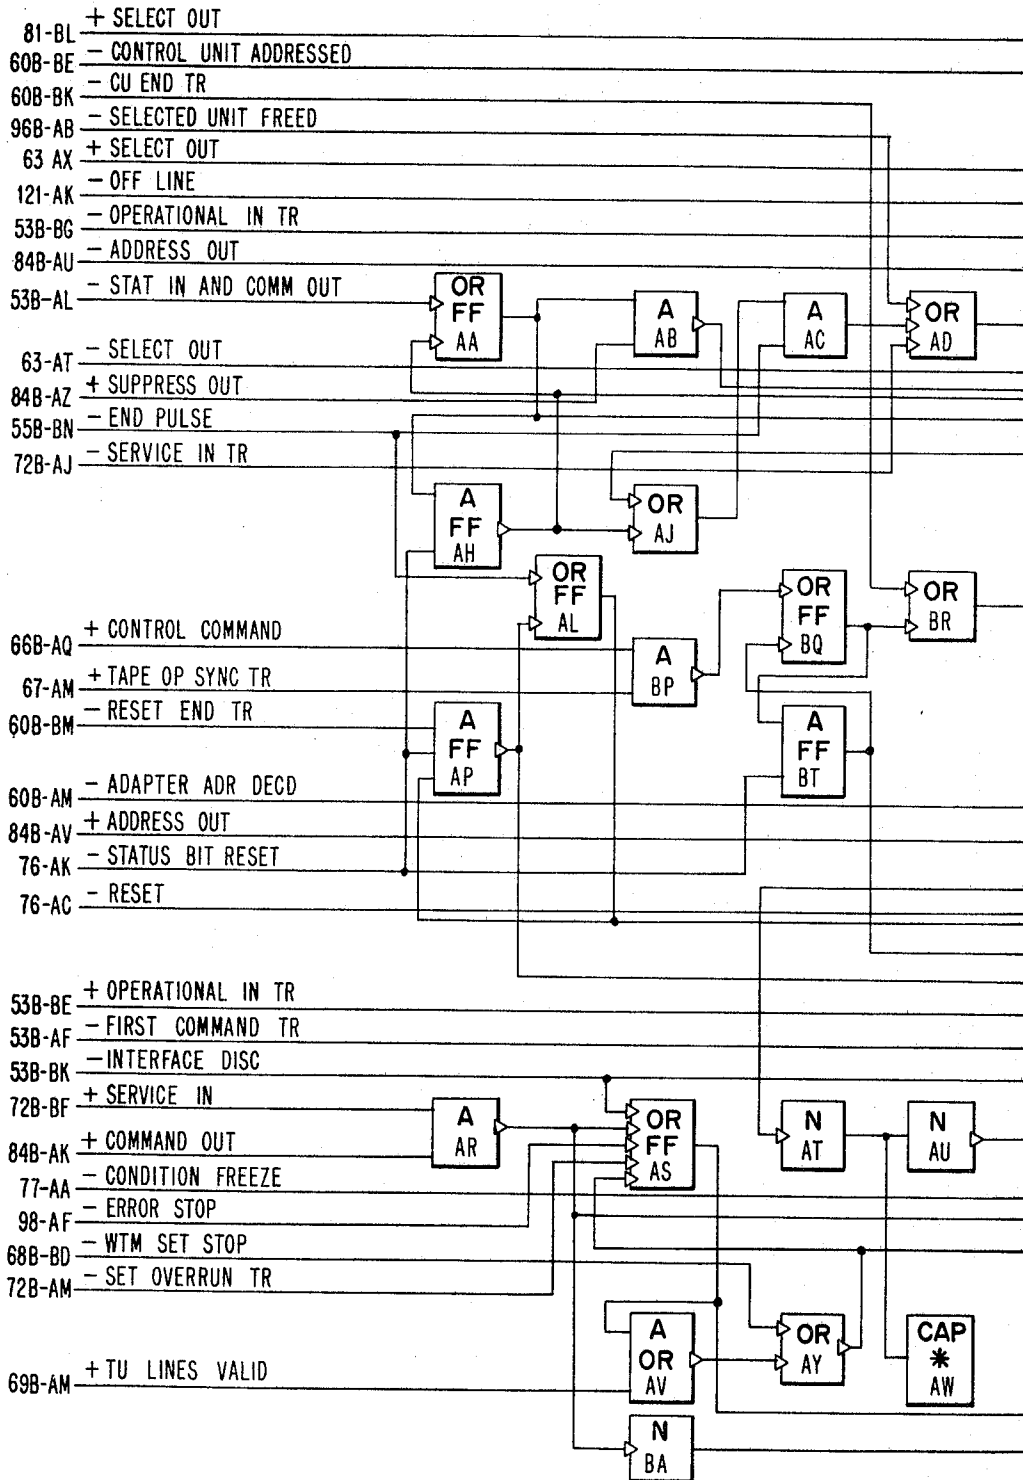 81-BL + SELECT OUT
60B-BE - CONTROL UNIT ADDRESSED
60B-BK - CU END TR
96B-AB - SELECTED UNIT FREED
63 AX + SELECT OUT
121-AK - OFF LINE
53B-BG - OPERATIONAL IN TR
84B-AU - ADDRESS OUT
53B-AL - STAT IN AND COMM OUT
OR FF AA
A AB
A AC
OR AD
63-AT - SELECT OUT
84B-AZ + SUPPRESS OUT
55B-BN - END PULSE
72B-AJ - SERVICE IN TR
A FF AH
OR AJ
OR FF AL
OR FF BQ
OR BR
66B-AQ + CONTROL COMMAND
A BP
67-AM + TAPE OP SYNC TR
60B-BM - RESET END TR
A FF AP
A FF BT
60B-AM - ADAPTER ADR DECD
84B-AV + ADDRESS OUT
76-AK - STATUS BIT RESET
76-AC - RESET
53B-BE + OPERATIONAL IN TR
53B-AF - FIRST COMMAND TR
53B-BK - INTERFACE DISC
72B-BF + SERVICE IN
A AR
OR FF AS
N AT
N AU
84B-AK + COMMAND OUT
77-AA - CONDITION FREEZE
98-AF - ERROR STOP
68B-BD - WTM SET STOP
72B-AM - SET OVERRUN TR
A OR AV
OR AY
CAP * AW
69B-AM + TU LINES VALID
N BA